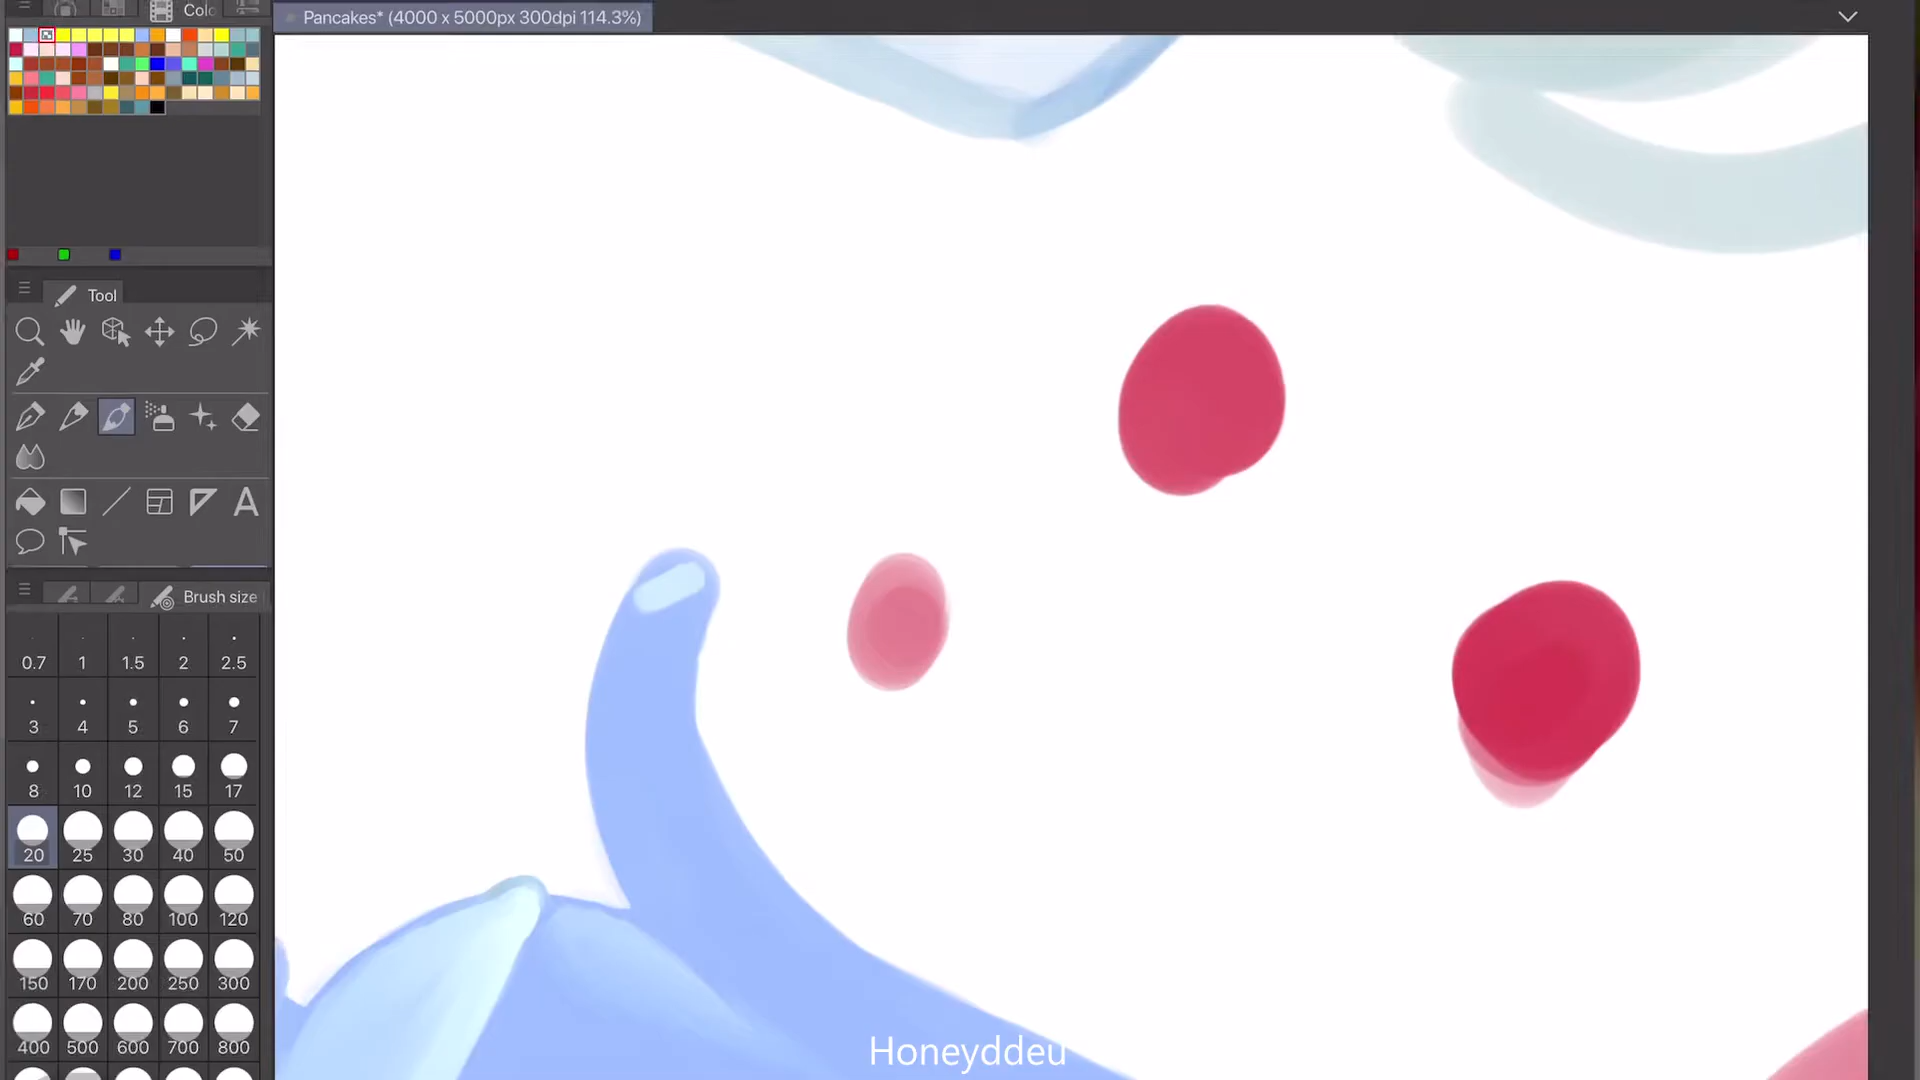 Colo
Pancakes* (4000 x 5000px 300dpi 114.3%)
Tool
Brush size
0.7 1 1.5 2 2.5
3 4 5 6 7
8 10 12 15 17
20 25 30 40 50
60 70 80 100 120
150 170 200 250 300
400 500 600 700 800
Honeyddeu